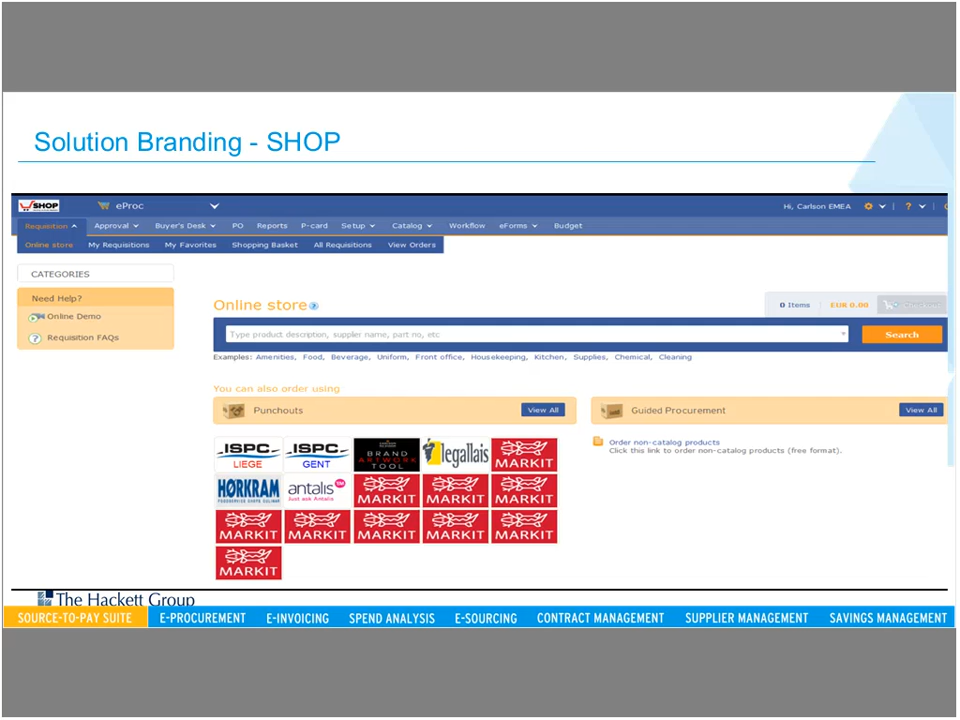 Solution Branding - SHOP
SHOP eProc Hi, Carlson EMEA ?
Requisition Approval Buyer's Desk PO Reports P-card Setup Catalog Workflow eForms Budget
Online store My Requisitions My Favorites Shopping Basket All Requisitions View Orders
CATEGORIES
Need Help?
Online Demo
? Requisition FAQs
Online store ?
0 Items EUR 0.00
Type product description, supplier name, part no, etc Search
Examples: Amenities, Food, Beverage, Uniform, Front office, Housekeeping, Kitchen, Supplies, Chemical, Cleaning
You can also order using
Punchouts View All
Guided Procurement View All
Order non-catalog products
Click this link to order non-catalog products (free format).
ISPC LIEGE
ISPC GENT
BRAND ARTWORK TOOL
legallais
MARKIT
HØRKRAM
antalis TM Just ask Antalis
MARKIT
MARKIT
MARKIT
MARKIT
MARKIT
MARKIT
MARKIT
MARKIT
MARKIT
The Hackett Group
SOURCE-TO-PAY SUITE E-PROCUREMENT E-INVOICING SPEND ANALYSIS E-SOURCING CONTRACT MANAGEMENT SUPPLIER MANAGEMENT SAVINGS MANAGEMENT